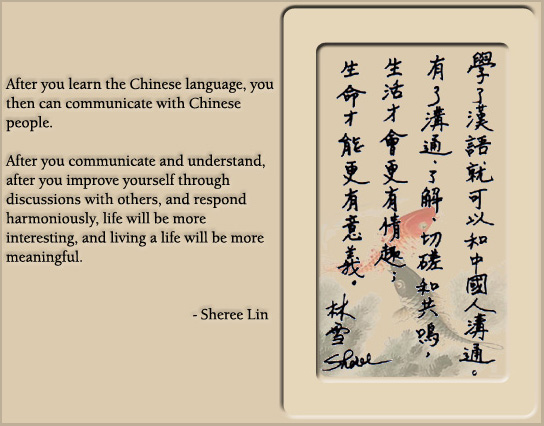 After you learn the Chinese language, you
then can communicate with Chinese
people.
After you communicate and understand,
after you improve yourself through
discussions with others, and respond
harmoniously, life will be more
interesting, and living a life will be more
meaningful.
- Sheree Lin
學了漢語就可以和中國人溝通。
有了溝通,了解,切磋和共鳴,
生活才會更有情趣;
生命才能更有意義。
林雪
Sheree